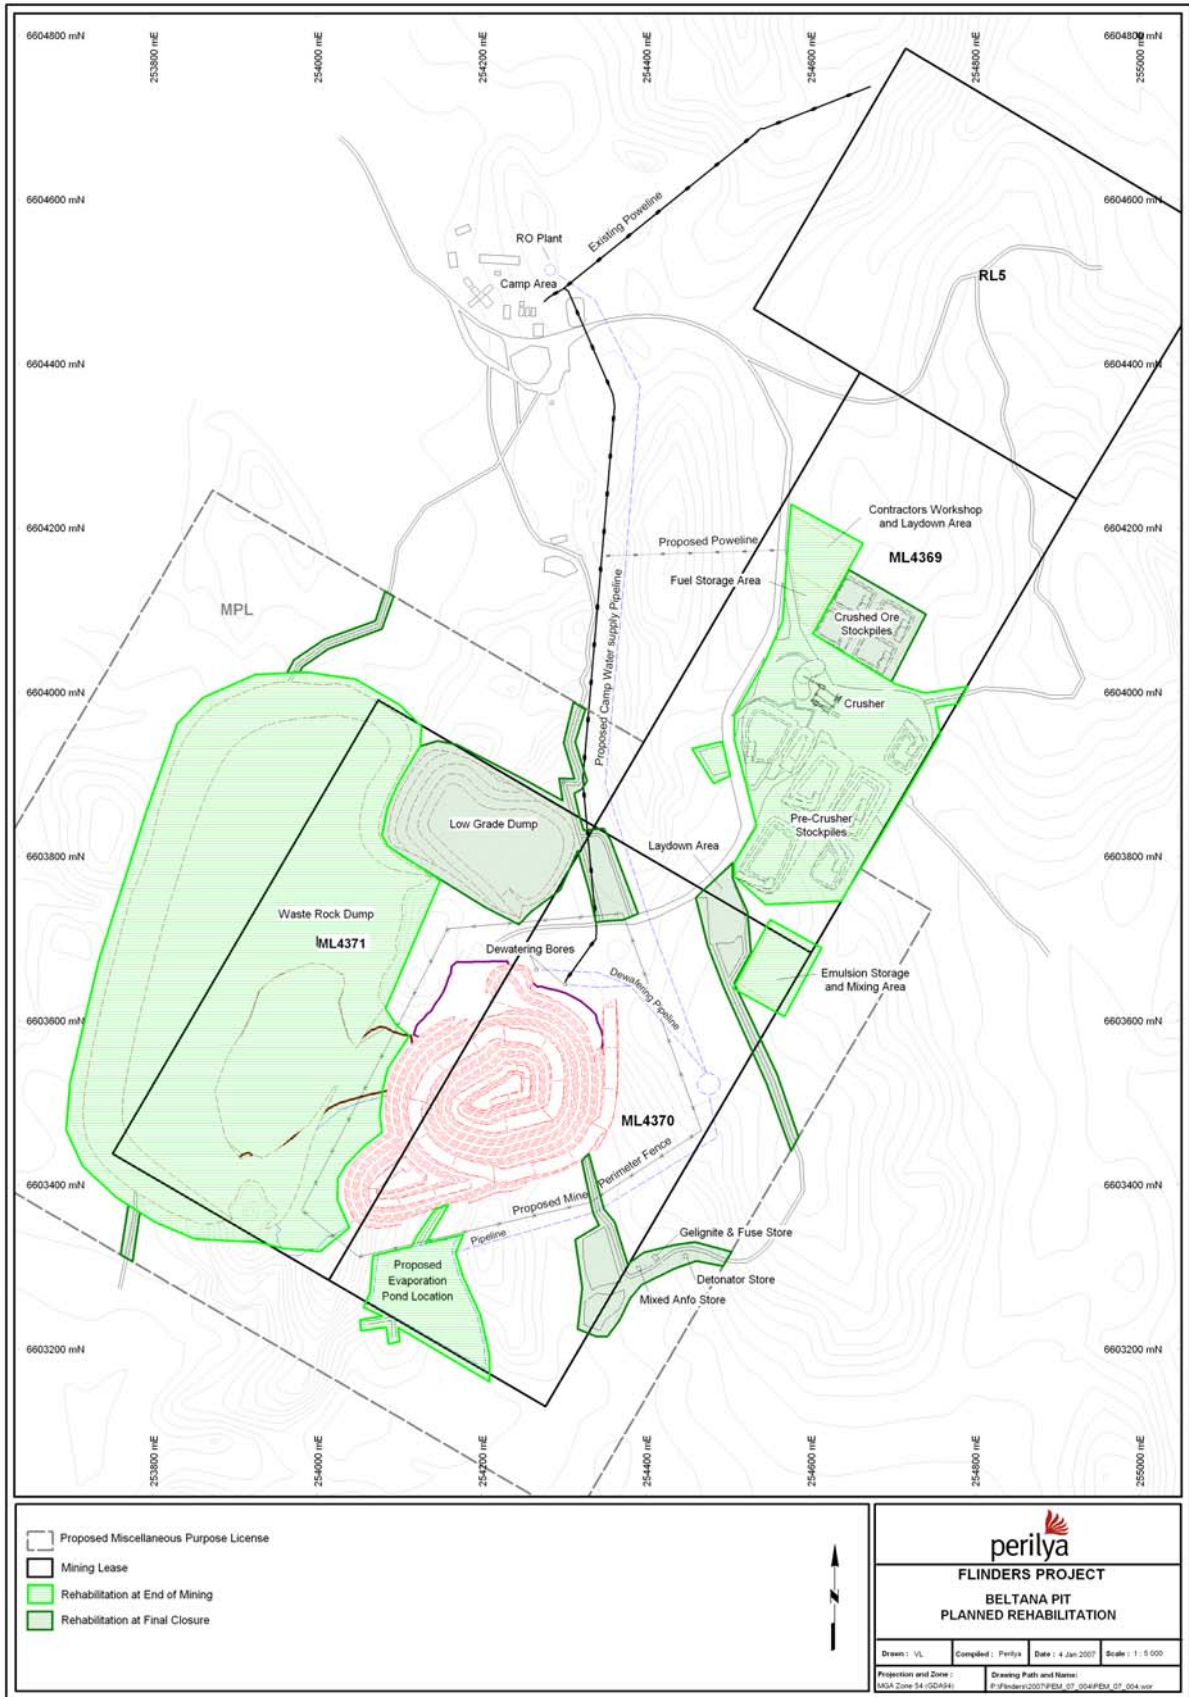 6604800 mN
253800 mE
254000 mE
254200 mE
254400 mE
254600 mE
254800 mE
255000 mE
6604800 mN
6604600 mN
6604600 mN
Existing Poweline
RO Plant
Camp Area
RL5
6604400 mN
6604400 mN
6604200 mN
6604200 mN
Contractors Workshop
and Laydown Area
Proposed Poweline
ML4369
Fuel Storage Area
MPL
Crushed Ore
Stockpiles
Proposed Camp Water supply Pipeline
6604000 mN
6604000 mN
Crusher
Low Grade Dump
Pre-Crusher
Stockpiles
Laydown Area
6603800 mN
6603800 mN
Waste Rock Dump
ML4371
Dewatering Bores
Dewatering Pipeline
Emulsion Storage
and Mixing Area
6603600 mN
6603600 mN
ML4370
6603400 mN
6603400 mN
Proposed Mine Perimeter Fence
Pipeline
Gelignite & Fuse Store
Proposed
Evaporation
Pond Location
Detonator Store
Mixed Anfo Store
6603200 mN
6603200 mN
253800 mE
254000 mE
254200 mE
254400 mE
254600 mE
254800 mE
255000 mE
Proposed Miscellaneous Purpose License
Mining Lease
Rehabilitation at End of Mining
Rehabilitation at Final Closure
N
perilya
FLINDERS PROJECT
BELTANA PIT
PLANNED REHABILITATION
Drawn : VL
Compiled : Perilya
Date : 4 Jan 2007
Scale : 1 : 5 000
Projection and Zone :
MGA Zone 54 (GDA94)
Drawing Path and Name:
P:\Flinders\2007\PEM_07_004\PEM_07_004.wor